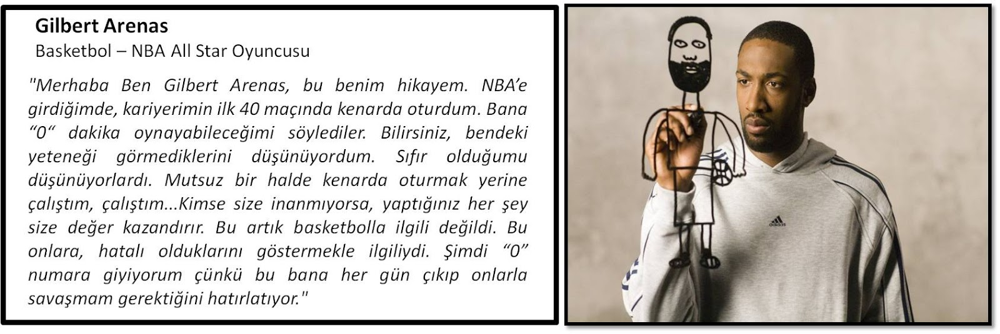 Gilbert Arenas
Basketbol – NBA All Star Oyuncusu
"Merhaba Ben Gilbert Arenas, bu benim hikayem. NBA’e
girdiğimde, kariyerimin ilk 40 maçında kenarda oturdum. Bana
“0“ dakika oynayabileceğimi söylediler. Bilirsiniz, bendeki
yeteneği görmediklerini düşünüyordum. Sıfır olduğumu
düşünüyorlardı. Mutsuz bir halde kenarda oturmak yerine
çalıştım, çalıştım...Kimse size inanmıyorsa, yaptığınız her şey
size değer kazandırır. Bu artık basketbolla ilgili değildi. Bu
onlara, hatalı olduklarını göstermekle ilgiliydi. Şimdi “0”
numara giyiyorum çünkü bu bana her gün çıkıp onlarla
savaşmam gerektiğini hatırlatıyor."
adidas